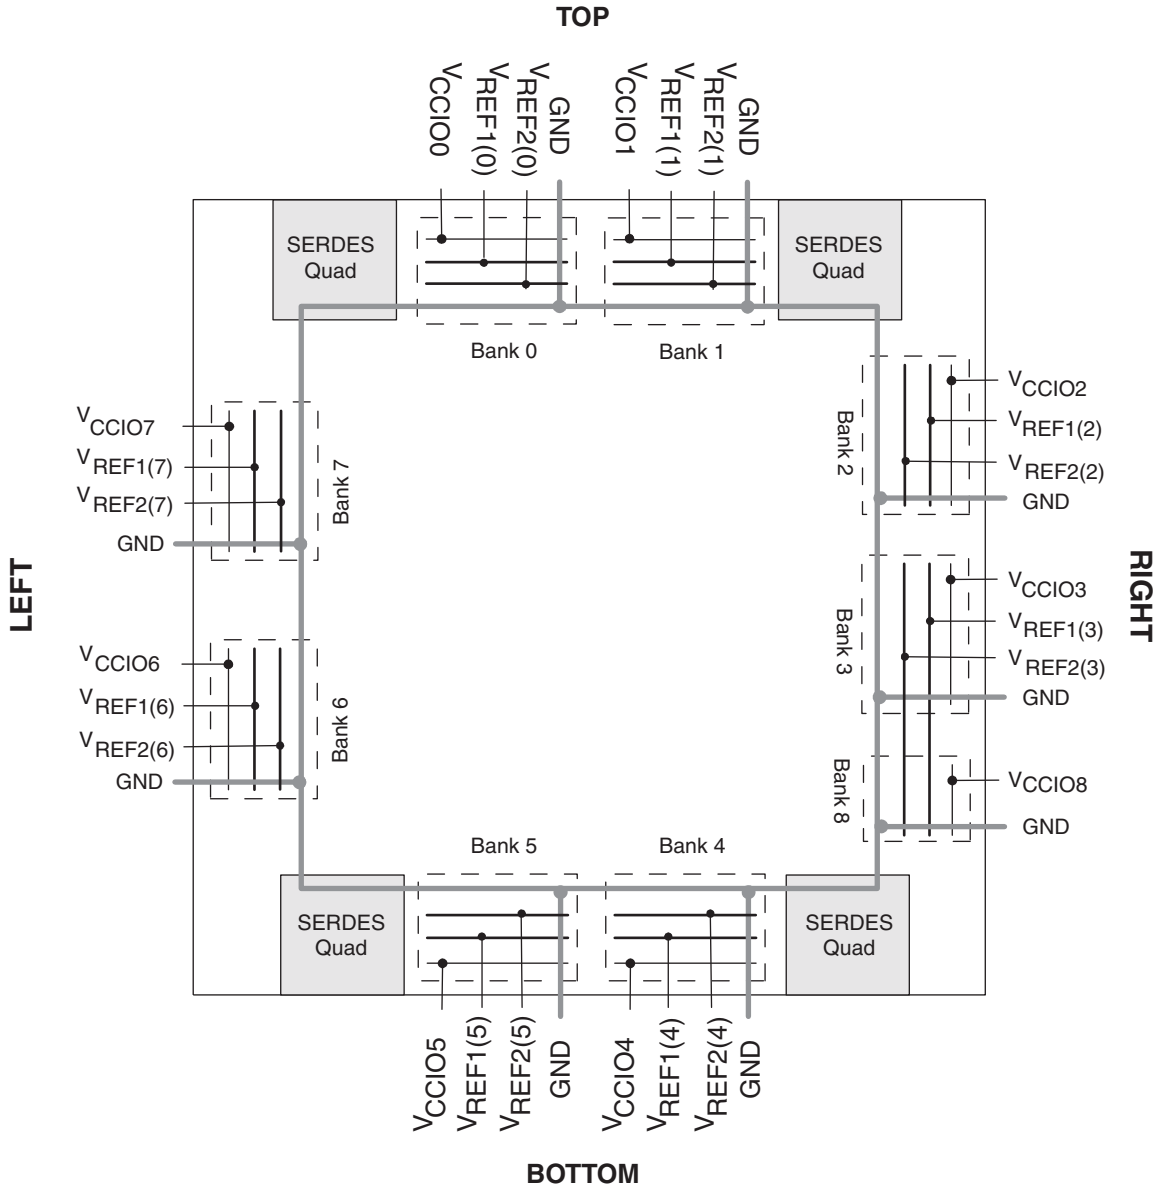 TOP
VCCIO0
VREF1(0)
VREF2(0)
GND
VCCIO1
VREF1(1)
VREF2(1)
GND
SERDES
Quad
SERDES
Quad
Bank 0
Bank 1
VCCIO2
VREF1(2)
VREF2(2)
GND
Bank 2
VCCIO7
VREF1(7)
VREF2(7)
GND
Bank 7
LEFT
RIGHT
VCCIO3
VREF1(3)
VREF2(3)
GND
Bank 3
VCCIO6
VREF1(6)
VREF2(6)
GND
Bank 6
VCCIO8
GND
Bank 8
Bank 5
Bank 4
SERDES
Quad
SERDES
Quad
VCCIO5
VREF1(5)
VREF2(5)
GND
VCCIO4
VREF1(4)
VREF2(4)
GND
BOTTOM